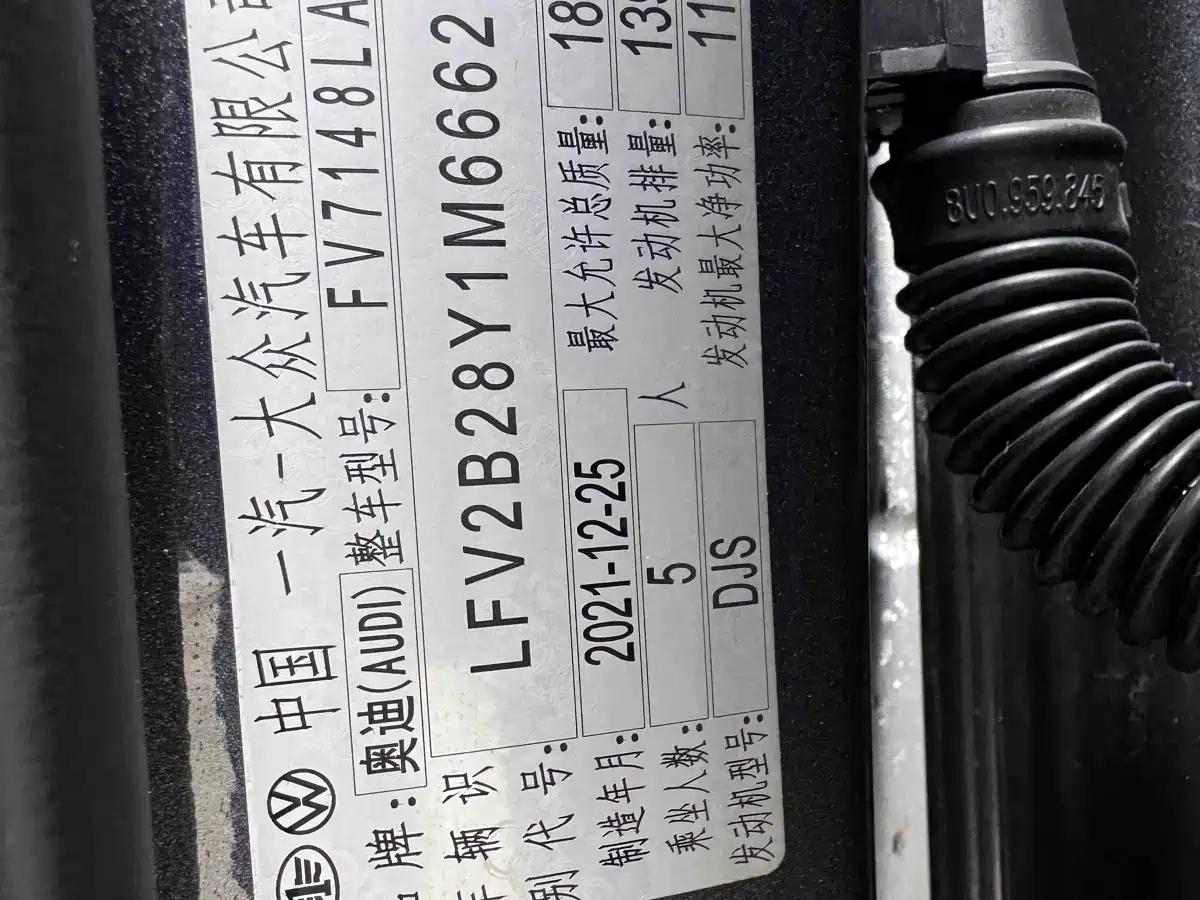 中国 一汽-大众汽车有限公司
牌: 奥迪(AUDI) 整车型号: FV7148LA
车辆识
别代号: LFV2B28Y1M6662
制造年月: 2021-12-25 最大允许总质量: 18
乘坐人数: 5 人 发动机排量: 139
发动机型号: DJS 发动机最大净功率: 11
8U0.959.845